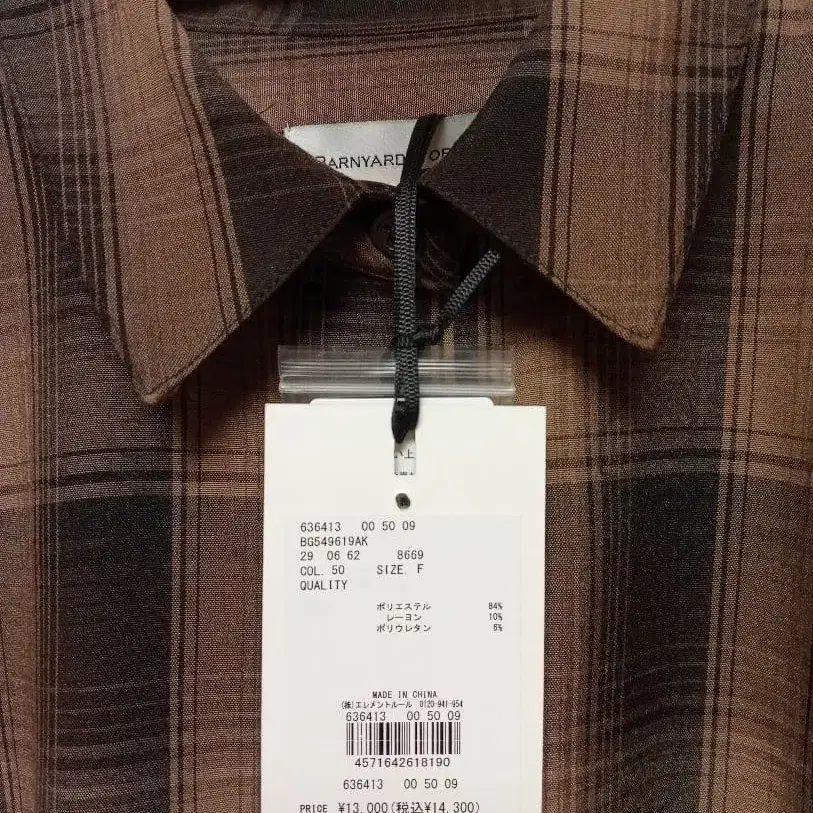 BARNYARD
い上
636413 00 50 09
BG549619AK
29 06 62 8669
COL. 50 SIZE F
QUALITY
ポリエステル 84%
レーヨン 10%
ポリウレタン 6%
MADE IN CHINA
(株)エレメントルール 0120-941-954
636413 00 50 09
4571642618190
636413 00 50 09
PRICE ¥13,000(税込¥14,300)